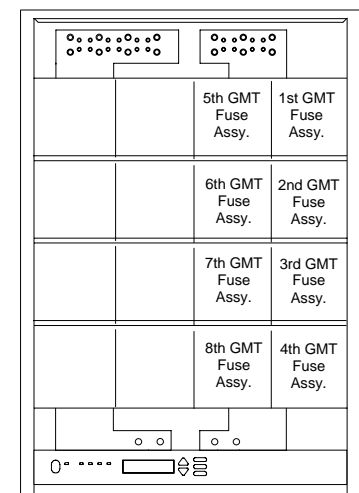 5th GMT
Fuse
Assy.
1st GMT
Fuse
Assy.
6th GMT
Fuse
Assy.
2nd GMT
Fuse
Assy.
7th GMT
Fuse
Assy.
3rd GMT
Fuse
Assy.
8th GMT
Fuse
Assy.
4th GMT
Fuse
Assy.